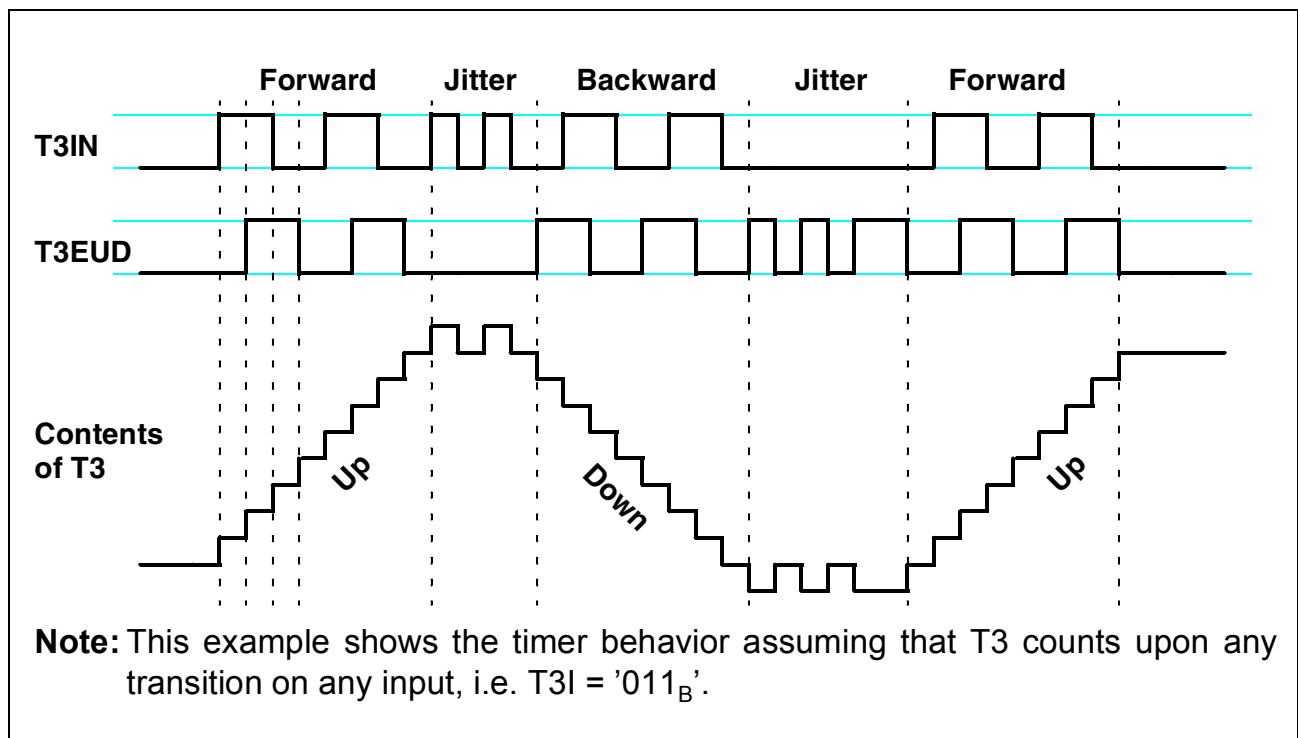 Forward Jitter Backward Jitter Forward
T3IN
T3EUD
Contents
of T3
Up
Down
Up
Note: This example shows the timer behavior assuming that T3 counts upon any
transition on any input, i.e. T3I = ’011B’.